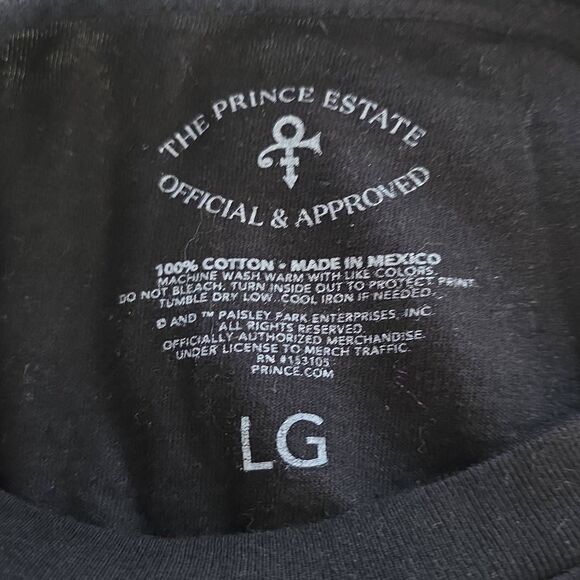 THE PRINCE ESTATE
OFFICIAL & APPROVED
100% COTTON • MADE IN MEXICO
MACHINE WASH WARM WITH LIKE COLORS.
DO NOT BLEACH. TURN INSIDE OUT TO PROTECT PRINT.
TUMBLE DRY LOW. COOL IRON IF NEEDED.
© AND ™ PAISLEY PARK ENTERPRISES, INC.
ALL RIGHTS RESERVED.
OFFICIALLY AUTHORIZED MERCHANDISE.
UNDER LICENSE TO MERCH TRAFFIC.
RN #153105
PRINCE.COM
LG